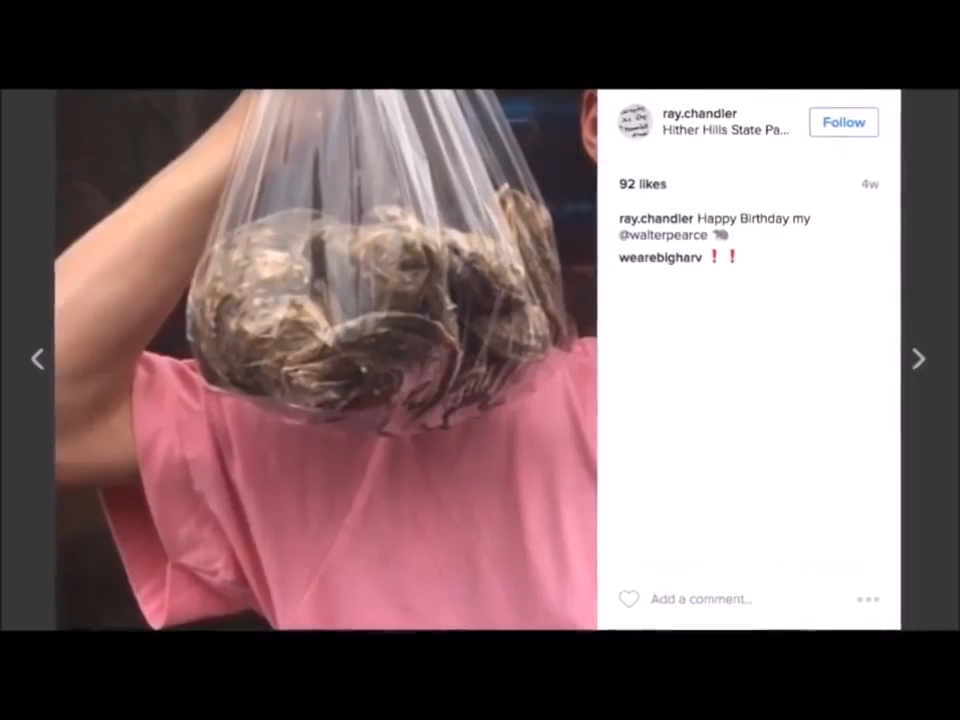 ray.chandler
Hither Hills State Pa...
Follow
92 likes
4w
ray.chandler Happy Birthday my
@walterpearce
wearebigharv
Add a comment...